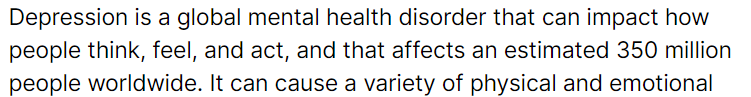 Depression is a global mental health disorder that can impact how
people think, feel, and act, and that affects an estimated 350 million
people worldwide. It can cause a variety of physical and emotional